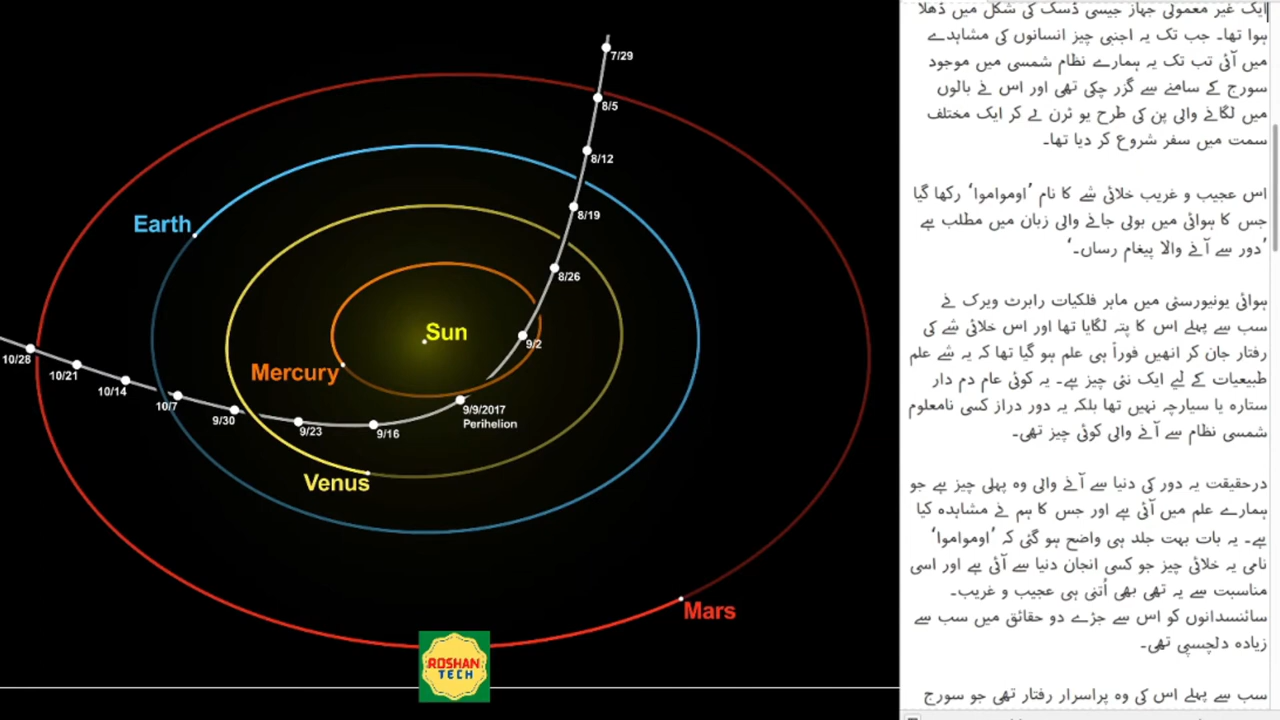 7/29
8/5
8/12
8/19
8/26
9/2
9/9/2017
Perihelion
9/16
9/23
9/30
10/7
10/14
10/21
10/28
Earth
Sun
Mercury
Venus
Mars
ROSHAN
TECH
ایک غیر معمولی جہاز جیسی ڈسک کی شکل میں ڈھلا
ہوا تھا۔ جب تک یہ اجنبی چیز انسانوں کی مشاہدے
میں آئی تب تک یہ ہمارے نظام شمسی میں موجود
سورج کے سامنے سے گزر چکی تھی اور اس نے بالوں
میں لگانے والی پن کی طرح یو ٹرن لے کر ایک مختلف
سمت میں سفر شروع کر دیا تھا۔
اس عجیب و غریب خلائی شے کا نام ’اومواموا‘ رکھا گیا
جس کا ہوائی میں بولی جانے والی زبان میں مطلب ہے
’دور سے آنے والا پیغام رساں۔‘
ہوائی یونیورسٹی میں ماہر فلکیات رابرٹ ویرک نے
سب سے پہلے اس کا پتہ لگایا تھا اور اس خلائی شے کی
رفتار جان کر انھیں فوراً ہی علم ہو گیا تھا کہ یہ شے علم
طبیعیات کے لیے ایک نئی چیز ہے۔ یہ کوئی عام دم دار
ستارہ یا سیارچہ نہیں تھا بلکہ یہ دور دراز کسی نامعلوم
شمسی نظام سے آنے والی کوئی چیز تھی۔
درحقیقت یہ دور کی دنیا سے آنے والی وہ پہلی چیز ہے جو
ہمارے علم میں آئی ہے اور جس کا ہم نے مشاہدہ کیا
ہے۔ یہ بات بہت جلد ہی واضح ہو گئی کہ ’اومواموا‘
نامی یہ خلائی چیز جو کسی انجان دنیا سے آئی ہے اور اسی
مناسبت سے یہ تھی بھی اُتنی ہی عجیب و غریب۔
سائنسدانوں کو اس سے جڑے دو حقائق میں سب سے
زیادہ دلچسپی تھی۔
سب سے پہلے اس کی وہ پراسرار رفتار تھی جو سورج